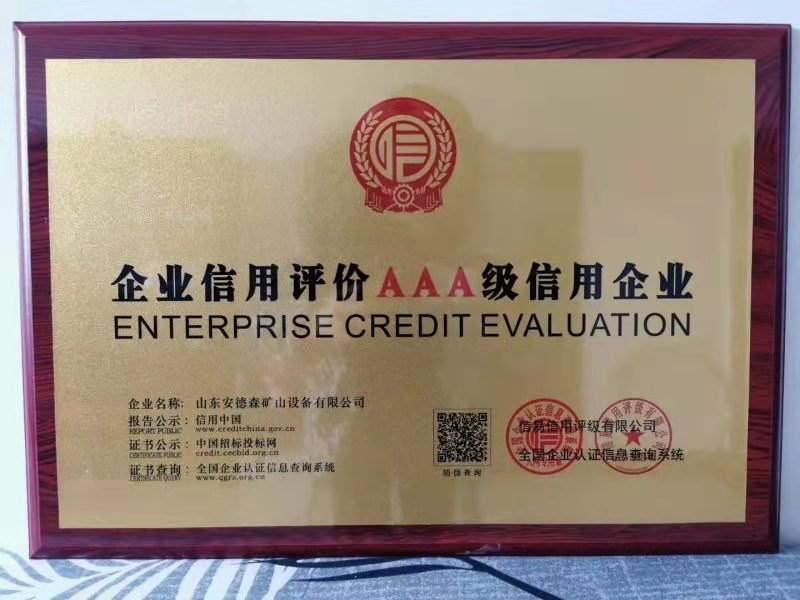 信
企业信用评价AAA级信用企业
ENTERPRISE CREDIT EVALUATION
企业名称: 山东安德森矿山设备有限公司
报告公示: 信用中国
REPORT PUBLIC www.creditchina.gov.cn
证书公示: 中国招标投标网
CERTIFICATE PUBLIC credit.cecbid.org.cn
证书查询: 全国企业认证信息查询系统
CERTIFICATE QUERY www.qgrz.org.cn
防伪查询
信易信用评级有限公司
全国企业认证信息查询系统